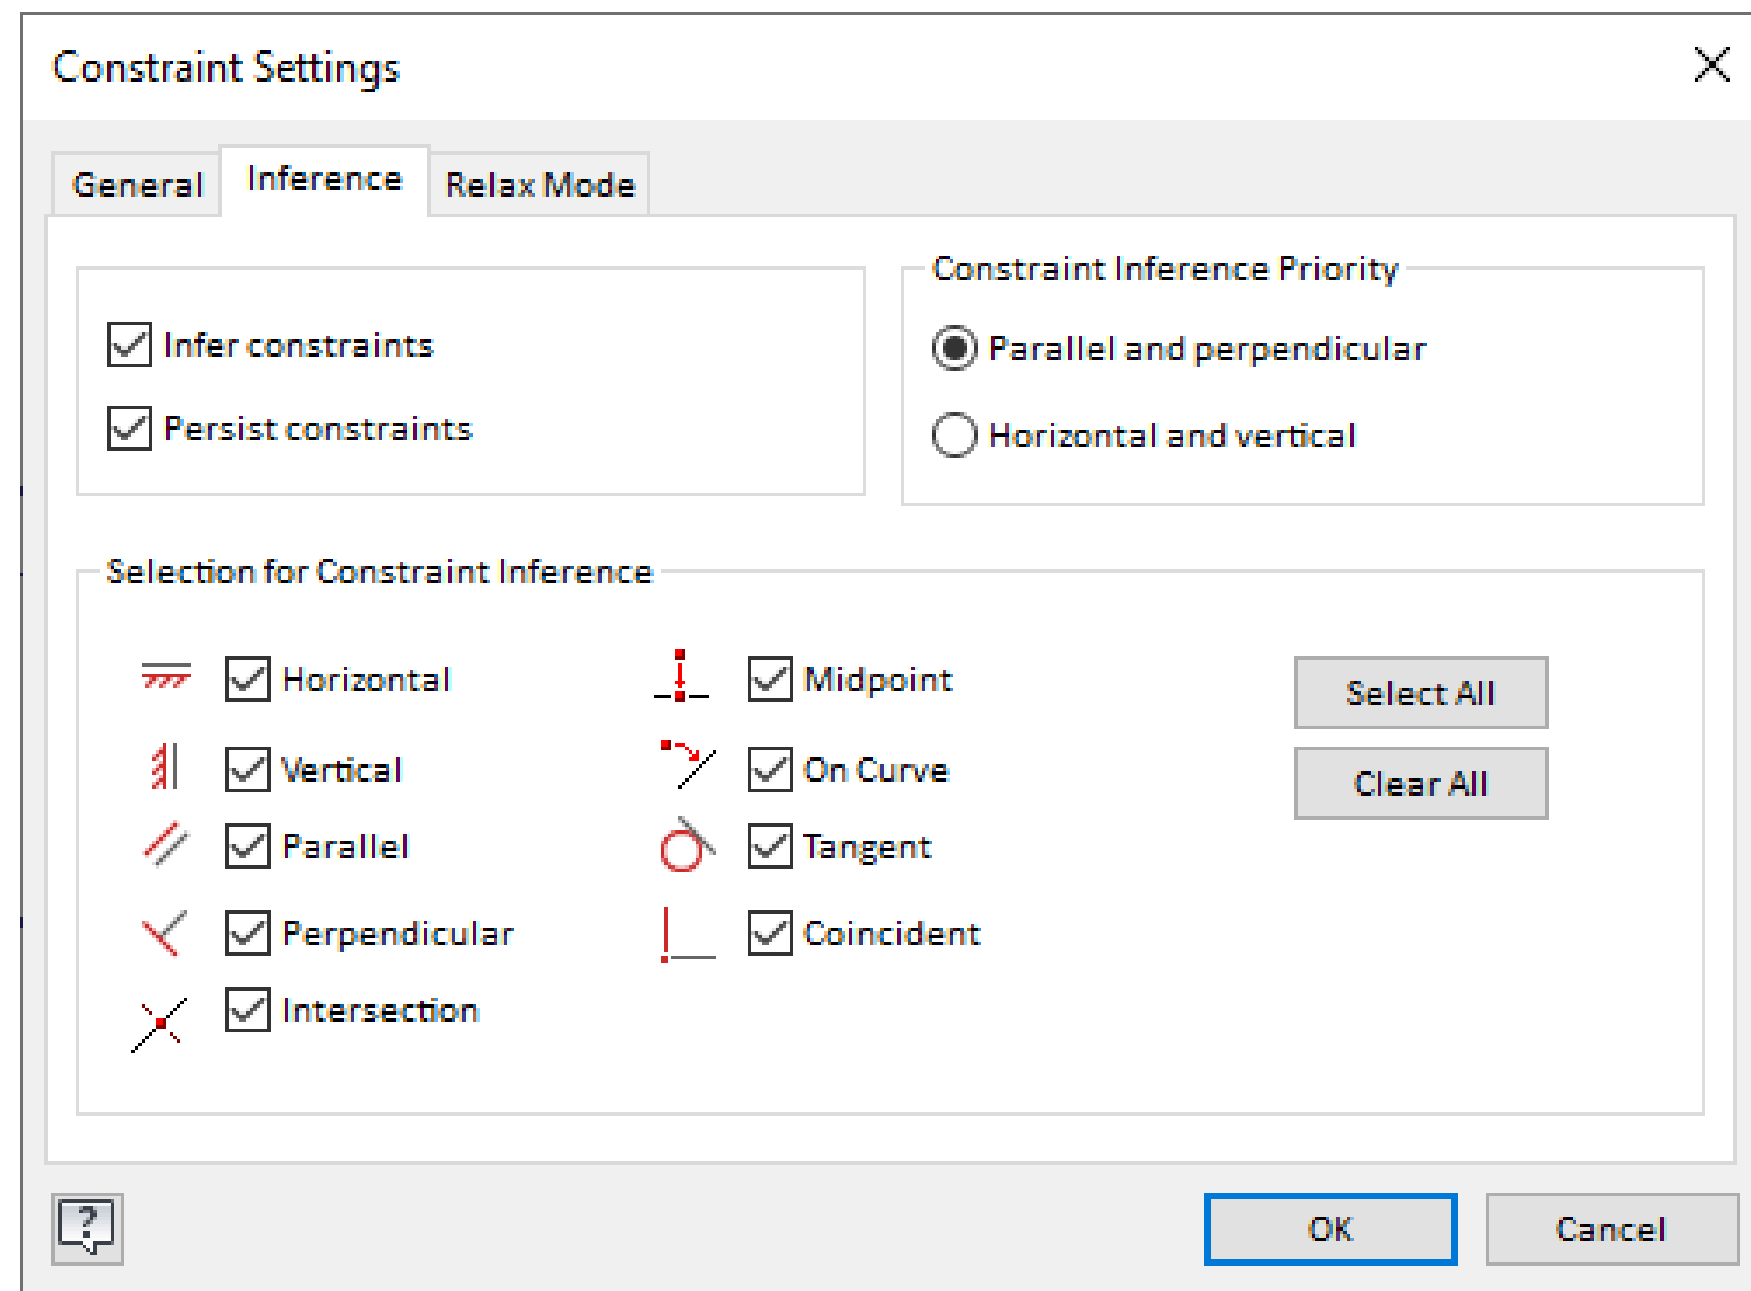 Constraint Settings
General
Inference
Relax Mode
Infer constraints
Persist constraints
Constraint Inference Priority
Parallel and perpendicular
Horizontal and vertical
Selection for Constraint Inference
Horizontal
Vertical
Parallel
Perpendicular
Intersection
Midpoint
On Curve
Tangent
Coincident
Select All
Clear All
?
OK
Cancel